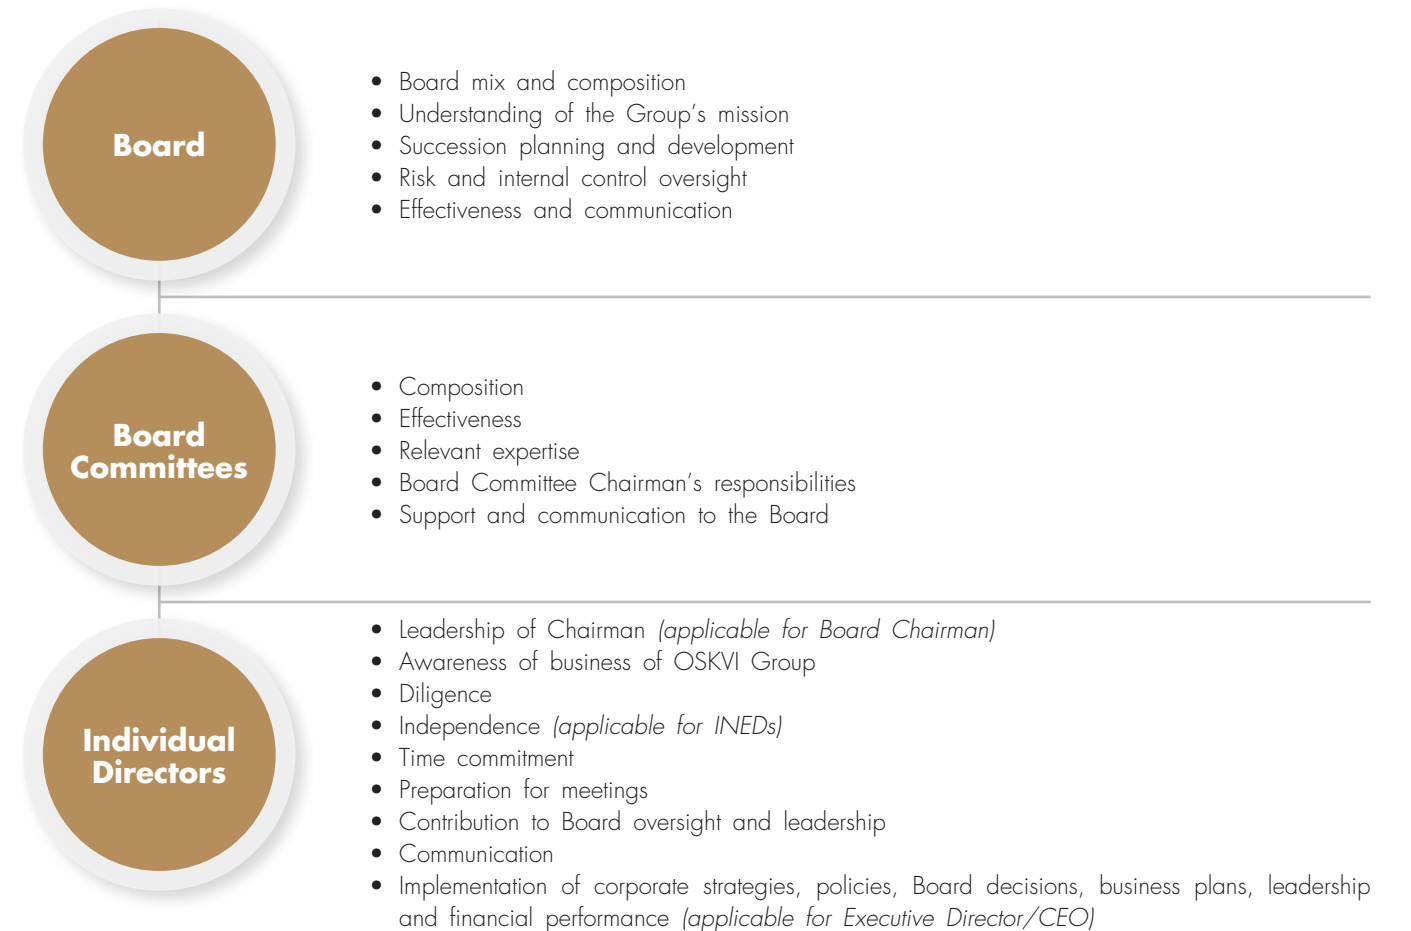 Board
• Board mix and composition
• Understanding of the Group's mission
• Succession planning and development
• Risk and internal control oversight
• Effectiveness and communication
Board
Committees
• Composition
• Effectiveness
• Relevant expertise
• Board Committee Chairman's responsibilities
• Support and communication to the Board
Individual
Directors
• Leadership of Chairman (applicable for Board Chairman)
• Awareness of business of OSKVI Group
• Diligence
• Independence (applicable for INEDs)
• Time commitment
• Preparation for meetings
• Contribution to Board oversight and leadership
• Communication
• Implementation of corporate strategies, policies, Board decisions, business plans, leadership
and financial performance (applicable for Executive Director/CEO)